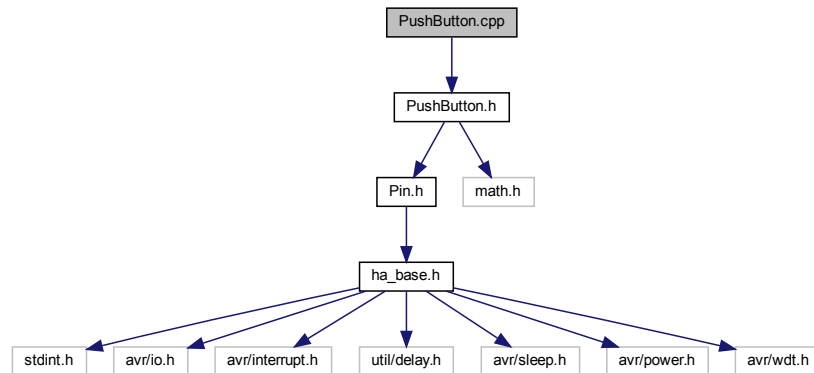 PushButton.cpp
PushButton.h
Pin.h
math.h
ha_base.h
stdint.h
avr/io.h
avr/interrupt.h
util/delay.h
avr/sleep.h
avr/power.h
avr/wdt.h